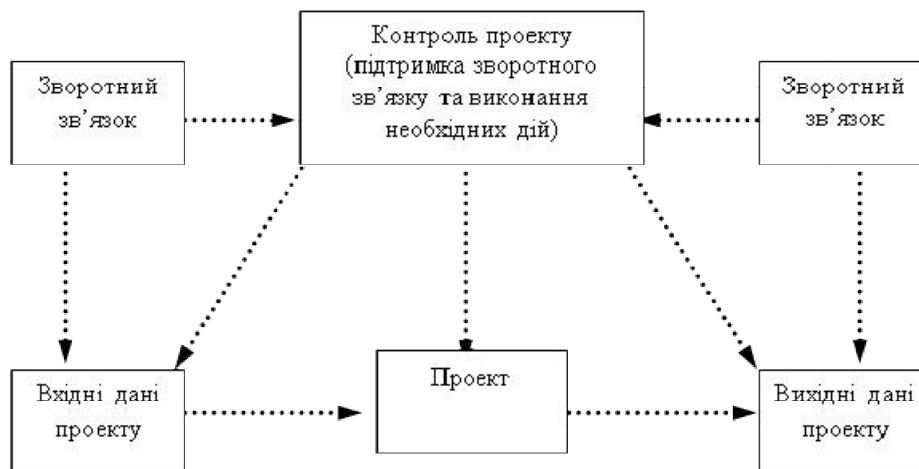 Контроль проекту
(підтримка зворотного
зв’язку та виконання
необхідних дій)
Зворотний
зв’язок
Зворотний
зв’язок
Вхідні дані
проекту
Проект
Вихідні дані
проекту